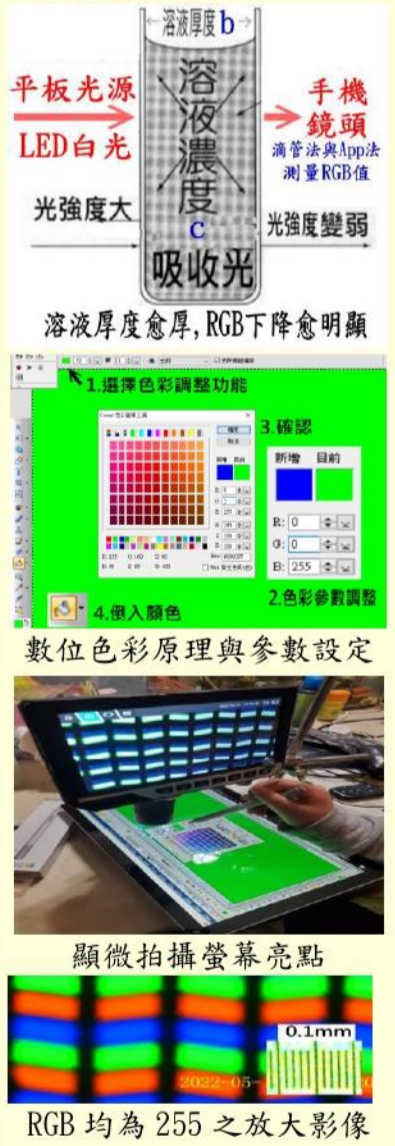 溶液厚度b
平板光源
LED白光
溶液濃度
c
手機
鏡頭
滴管法與App法
測量RGB值
光強度大
光強度變弱
吸收光
溶液厚度愈厚,RGB下降愈明顯
1.選擇色彩調整功能
3.確認
新增 目前
R: 0
G: 0
B: 255
2.色彩參數調整
4.倒入顏色
數位色彩原理與參數設定
顯微拍攝螢幕亮點
0.1mm
2022-05-
RGB 均為 255 之放大影像